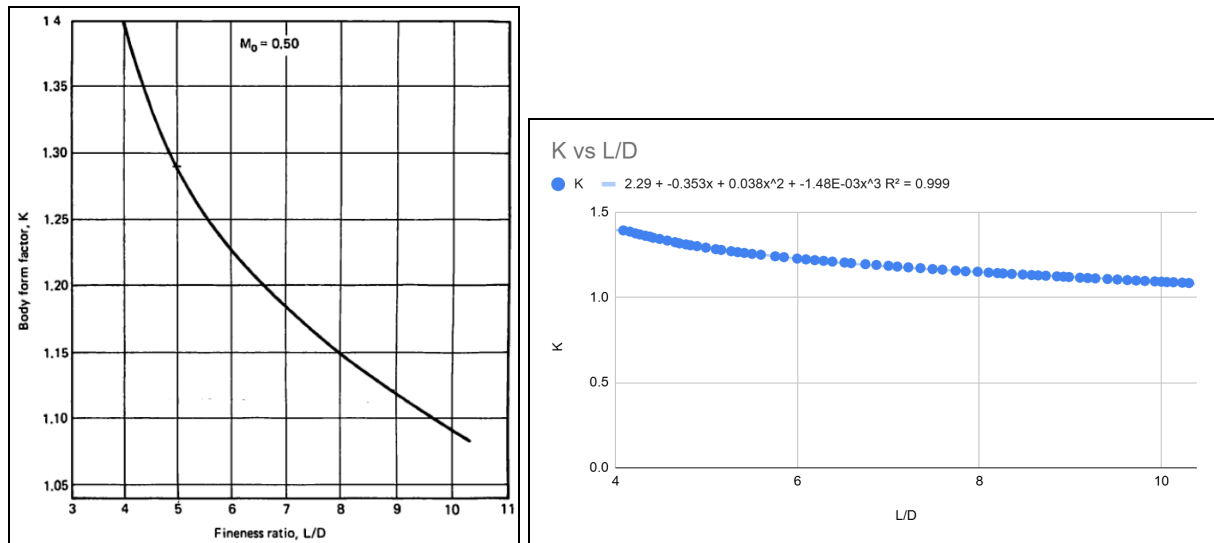 1 4
M₀ = 0.50
1.35
1.30
1.25
1.20
1.15
1.10
1.05
Body form factor, K
3 4 5 6 7 8 9 10 11
Fineness ratio, L/D
K vs L/D
K 2.29 + -0.353x + 0.038x^2 + -1.48E-03x^3 R² = 0.999
1.5
1.0
0.5
0.0
K
4 6 8 10
L/D